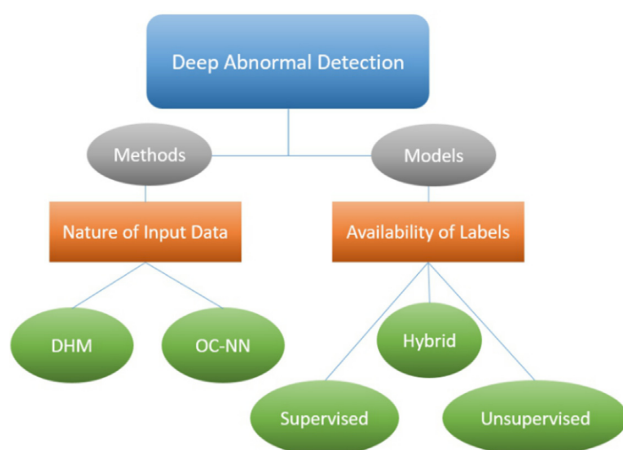 Deep Abnormal Detection
Methods
Models
Nature of Input Data
Availability of Labels
DHM
OC-NN
Hybrid
Supervised
Unsupervised